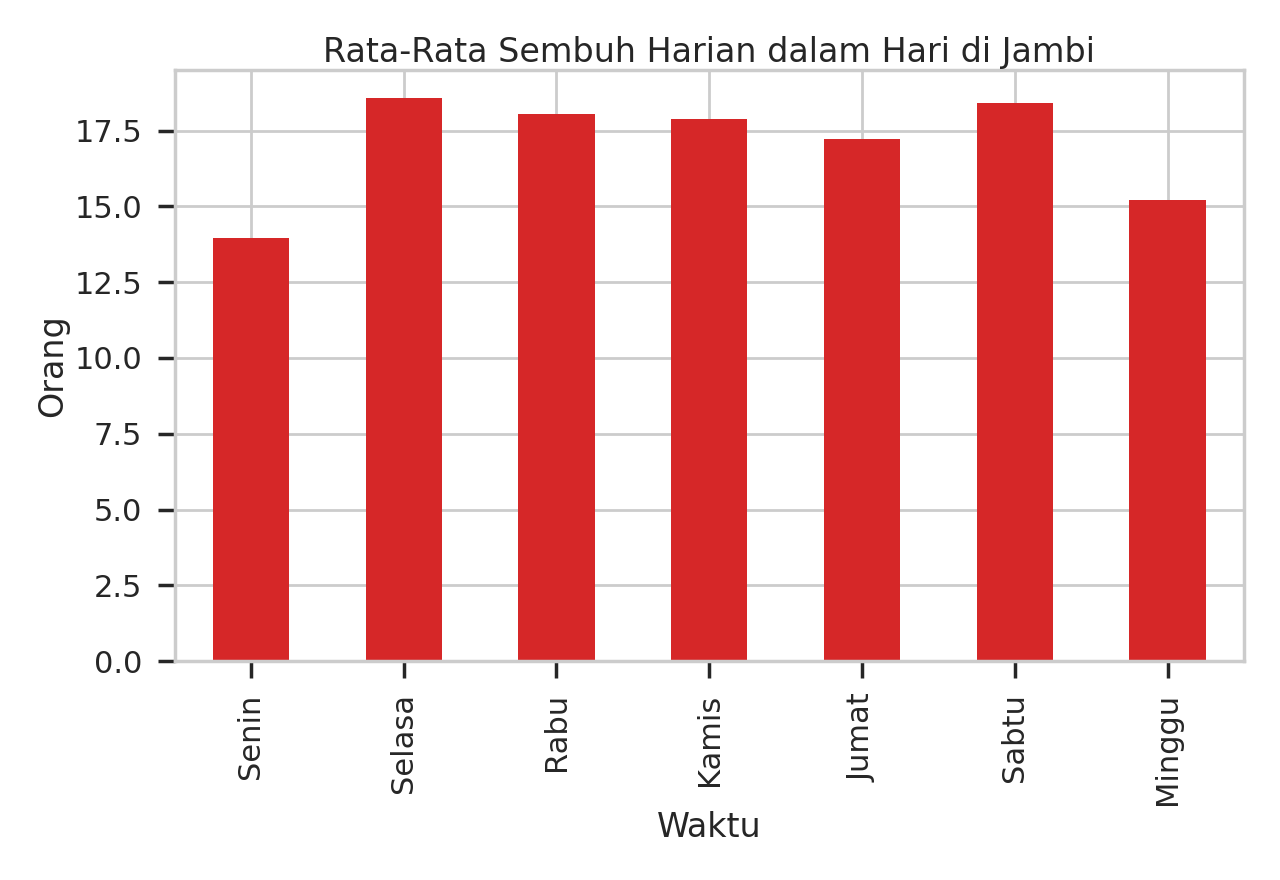 Rata-Rata Sembuh Harian dalam Hari di Jambi
17.5
15.0
12.5
10.0
7.5
5.0
2.5
0.0
Orang
Senin
Selasa
Rabu
Kamis
Jumat
Sabtu
Minggu
Waktu